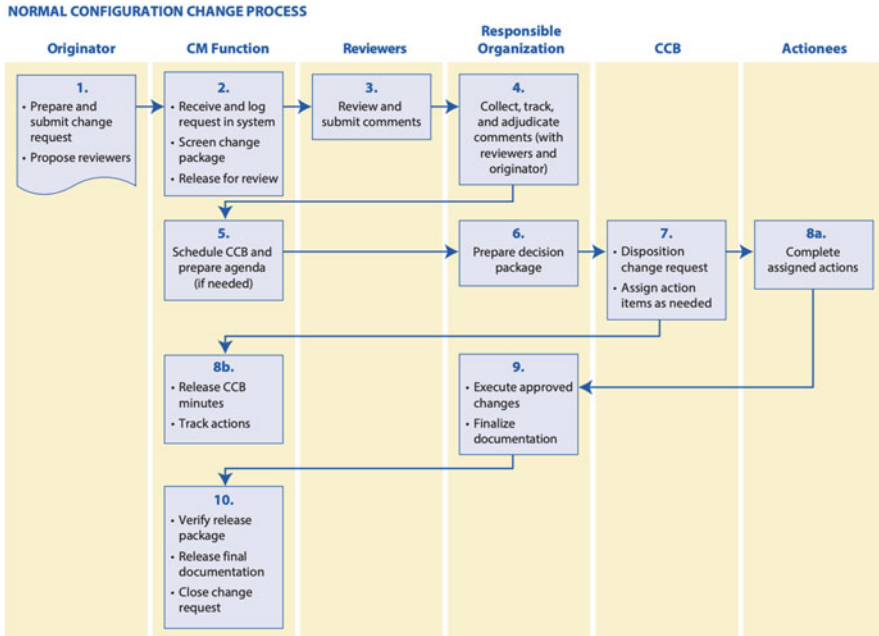 NORMAL CONFIGURATION CHANGE PROCESS
Originator
CM Function
Reviewers
Responsible
Organization
CCB
Actionees
1.
• Prepare and
submit change
request
• Propose reviewers
2.
• Receive and log
request in system
• Screen change
package
• Release for review
3.
Review and
submit comments
4.
Collect, track,
and adjudicate
comments (with
reviewers and
originator)
5.
Schedule CCB and
prepare agenda
(if needed)
6.
Prepare decision
package
7.
• Disposition
change request
• Assign action
items as needed
8a.
Complete
assigned actions
8b.
• Release CCB
minutes
• Track actions
9.
• Execute approved
changes
• Finalize
documentation
10.
• Verify release
package
• Release final
documentation
• Close change
request